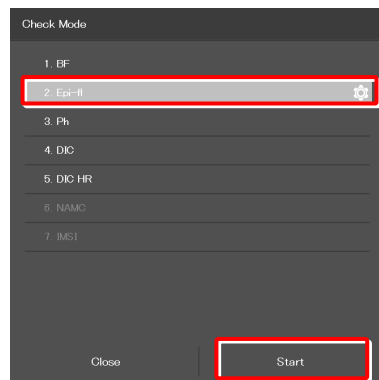 Check Mode
1. BF
2. Epi-fl
3. Ph
4. DIC
5. DIC HR
6. NAMC
7. IMSI
Close
Start